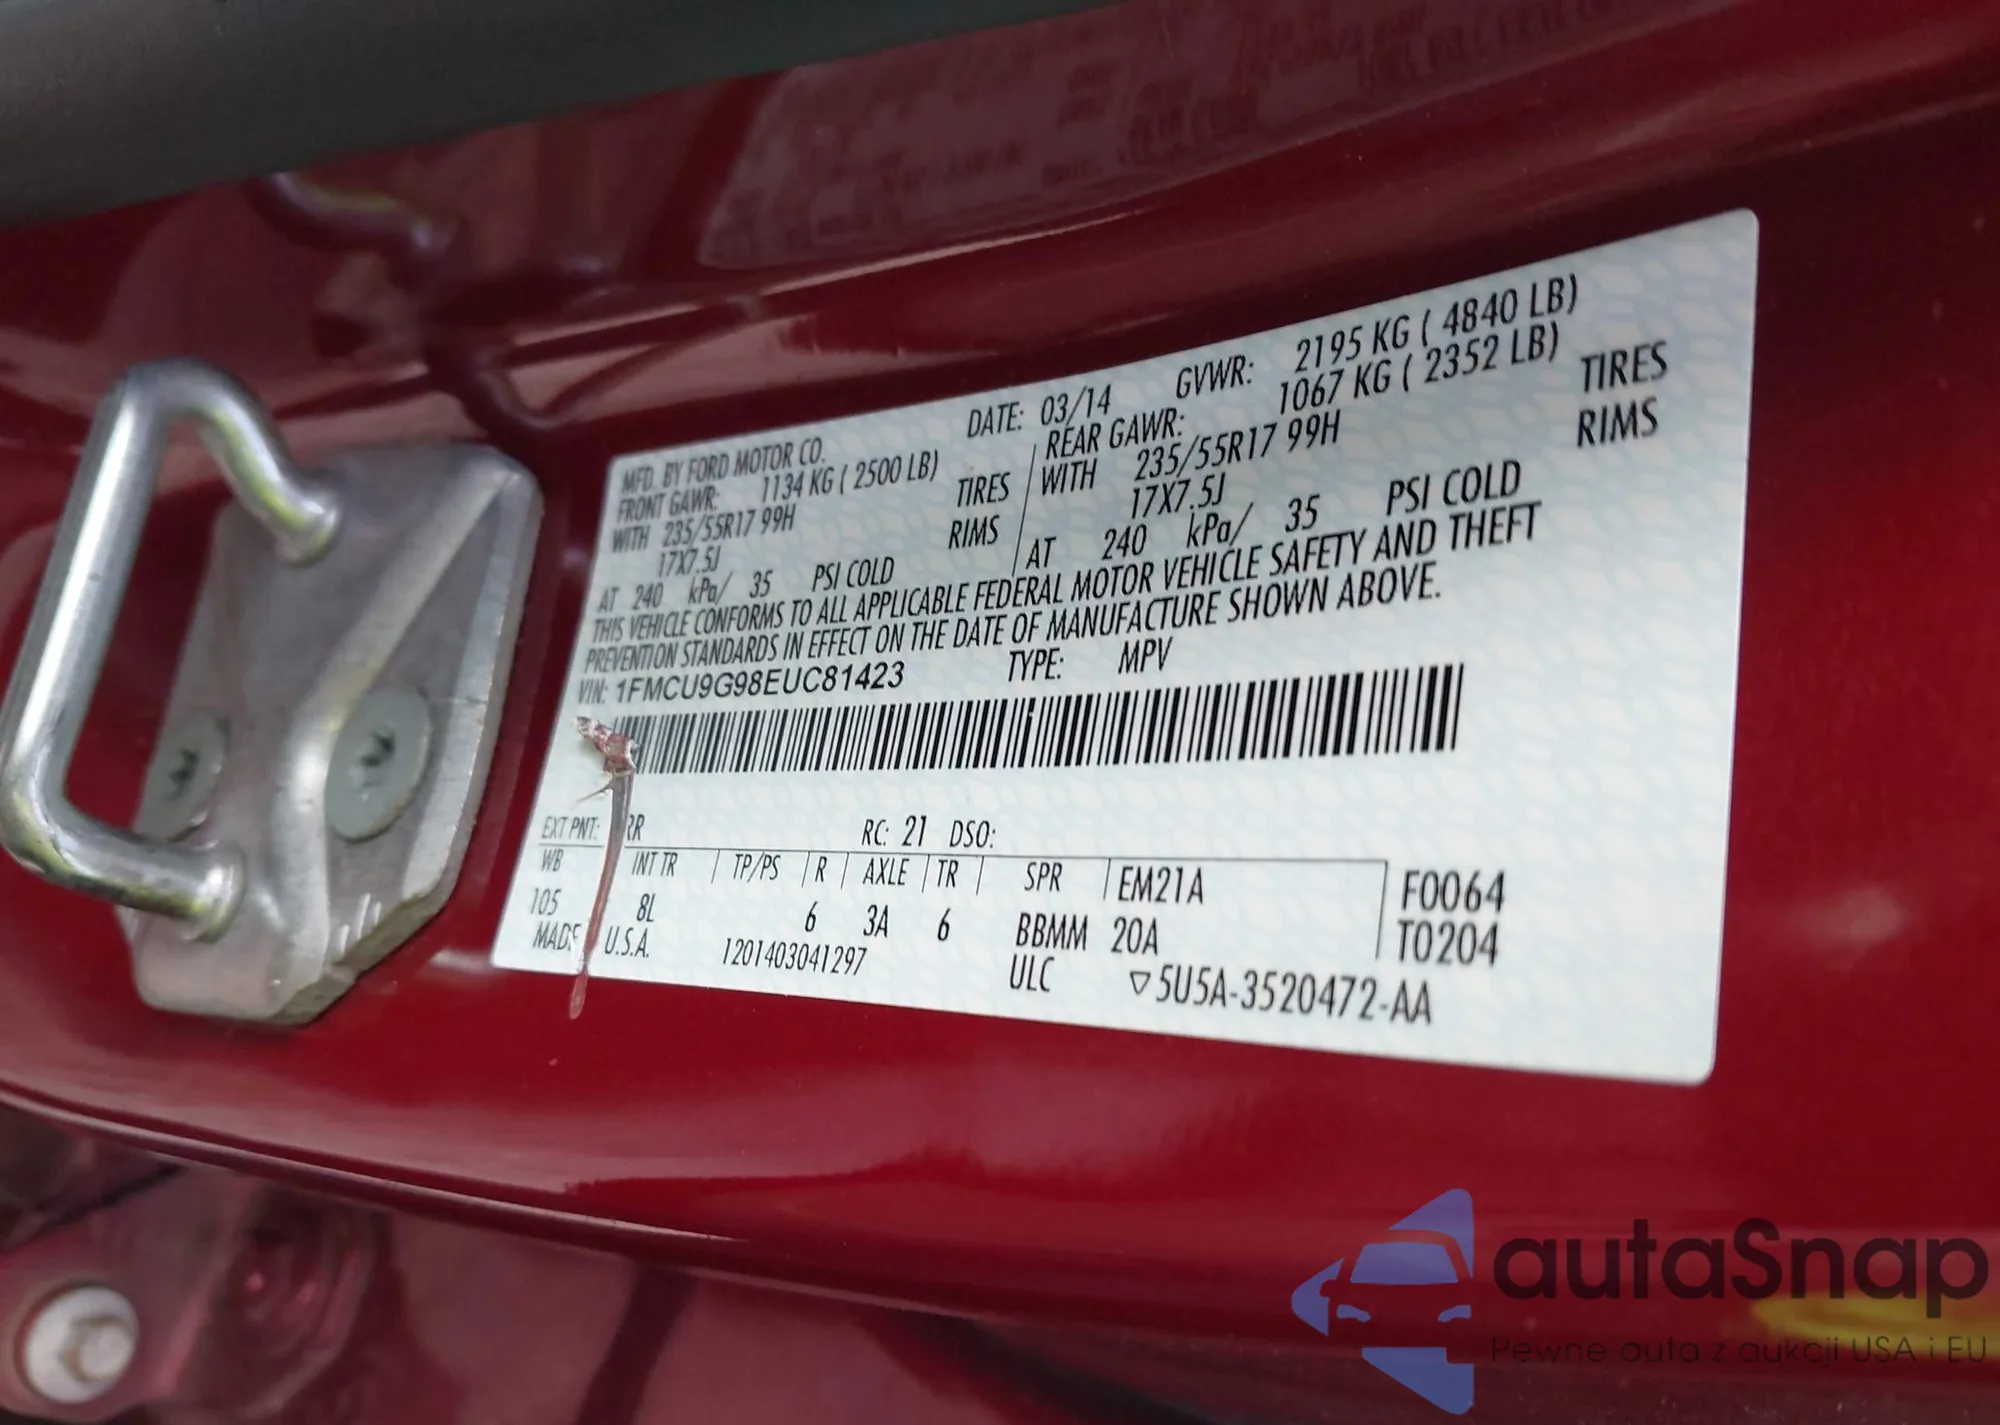 MFD. BY FORD MOTOR CO. DATE: 03/14 GVWR: 2195 KG ( 4840 LB)
FRONT GAWR: 1134 KG ( 2500 LB) REAR GAWR: 1067 KG ( 2352 LB)
WITH 235/55R17 99H TIRES WITH 235/55R17 99H TIRES
17X7.5J RIMS 17X7.5J RIMS
AT 240 kPa/ 35 PSI COLD AT 240 kPa/ 35 PSI COLD
THIS VEHICLE CONFORMS TO ALL APPLICABLE FEDERAL MOTOR VEHICLE SAFETY AND THEFT
PREVENTION STANDARDS IN EFFECT ON THE DATE OF MANUFACTURE SHOWN ABOVE.
VIN: 1FMCU9G98EUC81423 TYPE: MPV
EXT PNT: RR RC: 21 DSO:
WB INT TR TP/PS R AXLE TR SPR EM21A F0064
105 8L 6 3A 6 BBMM 20A T0204
MADE U.S.A. 1201403041297 ULC ▽5U5A-3520472-AA
autaSnap
Pewne auta z aukcji USA i EU